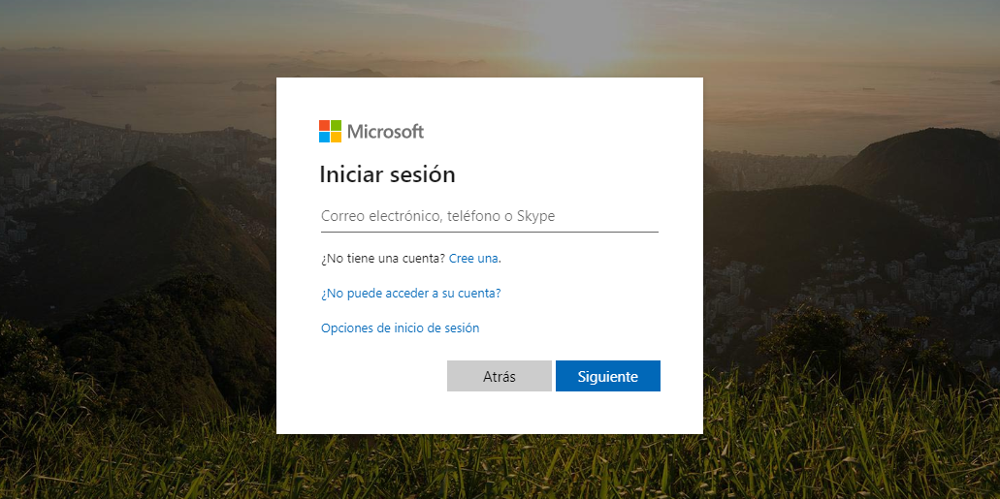 Microsoft
Iniciar sesión
Correo electrónico, teléfono o Skype
¿No tiene una cuenta? Cree una.
¿No puede acceder a su cuenta?
Opciones de inicio de sesión
Atrás Siguiente